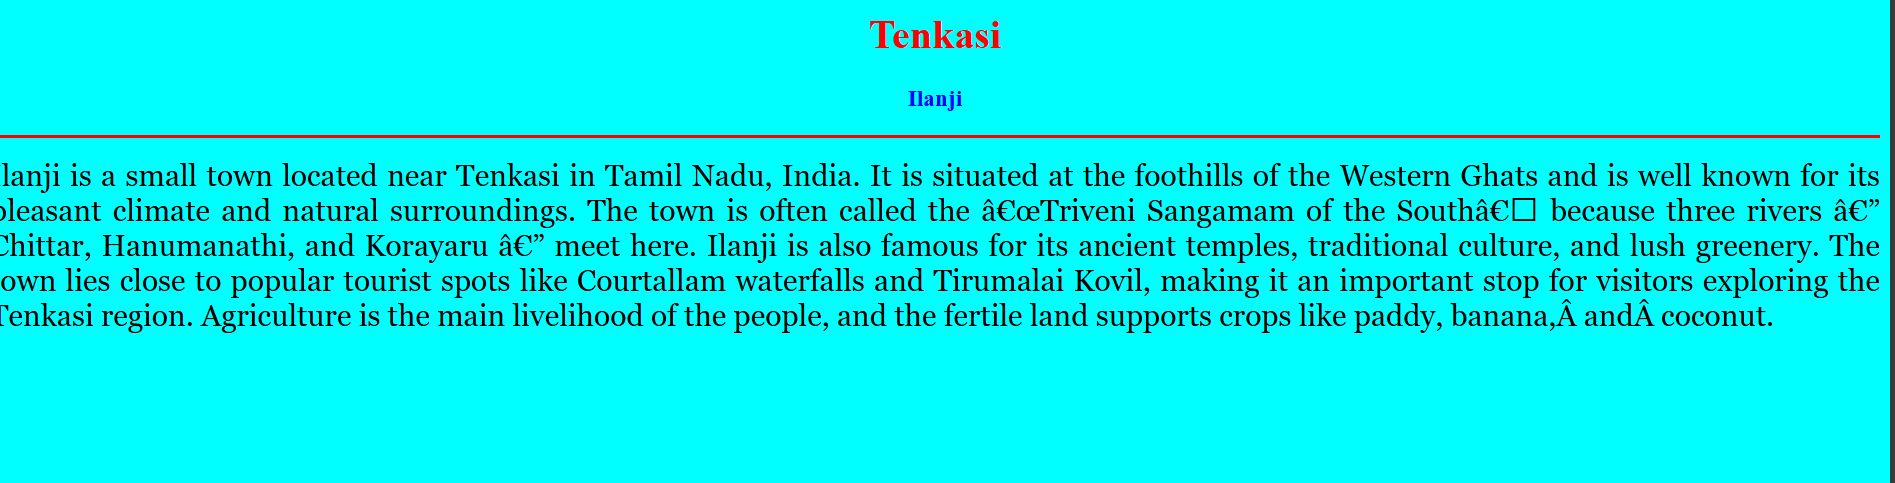 Tenkasi
Ilanji
lanji is a small town located near Tenkasi in Tamil Nadu, India. It is situated at the foothills of the Western Ghats and is well known for its
pleasant climate and natural surroundings. The town is often called the â€œTriveni Sangamam of the Southâ€□ because three rivers â€”
Chittar, Hanumanathi, and Korayaru â€” meet here. Ilanji is also famous for its ancient temples, traditional culture, and lush greenery. The
own lies close to popular tourist spots like Courtallam waterfalls and Tirumalai Kovil, making it an important stop for visitors exploring the
Tenkasi region. Agriculture is the main livelihood of the people, and the fertile land supports crops like paddy, banana,Â andÂ coconut.